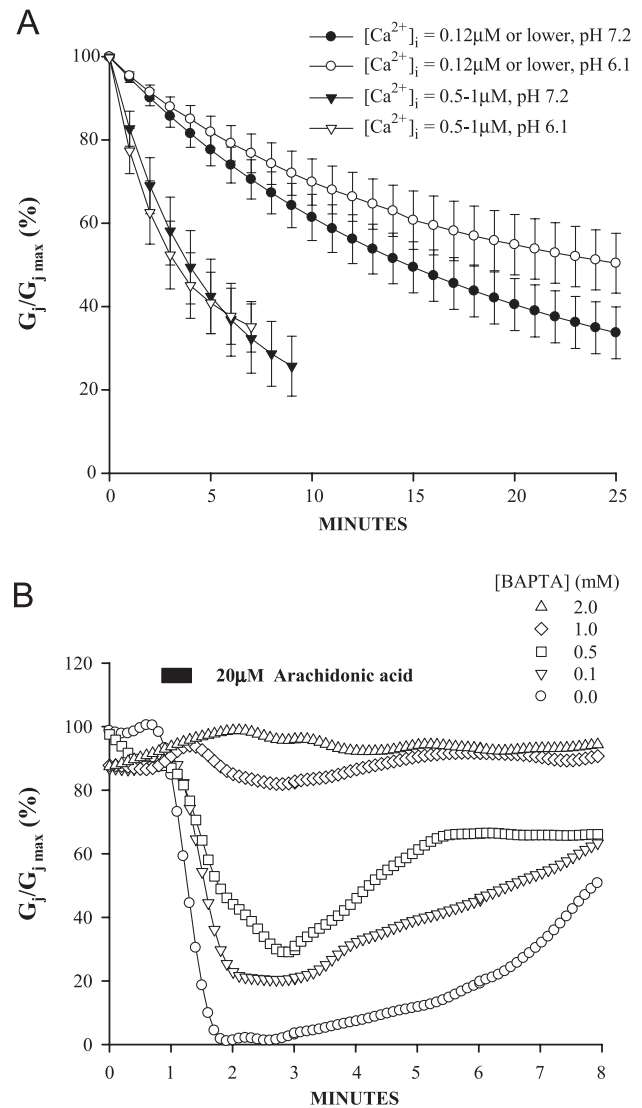 A
[Ca2+]i = 0.12µM or lower, pH 7.2
[Ca2+]i = 0.12µM or lower, pH 6.1
[Ca2+]i = 0.5-1µM, pH 7.2
[Ca2+]i = 0.5-1µM, pH 6.1
Gj/Gj max (%)
100
80
60
40
20
0
0 5 10 15 20 25
MINUTES
B
[BAPTA] (mM)
2.0
1.0
0.5
0.1
0.0
20µM Arachidonic acid
Gj/Gj max (%)
120
100
80
60
40
20
0
0 1 2 3 4 5 6 7 8
MINUTES